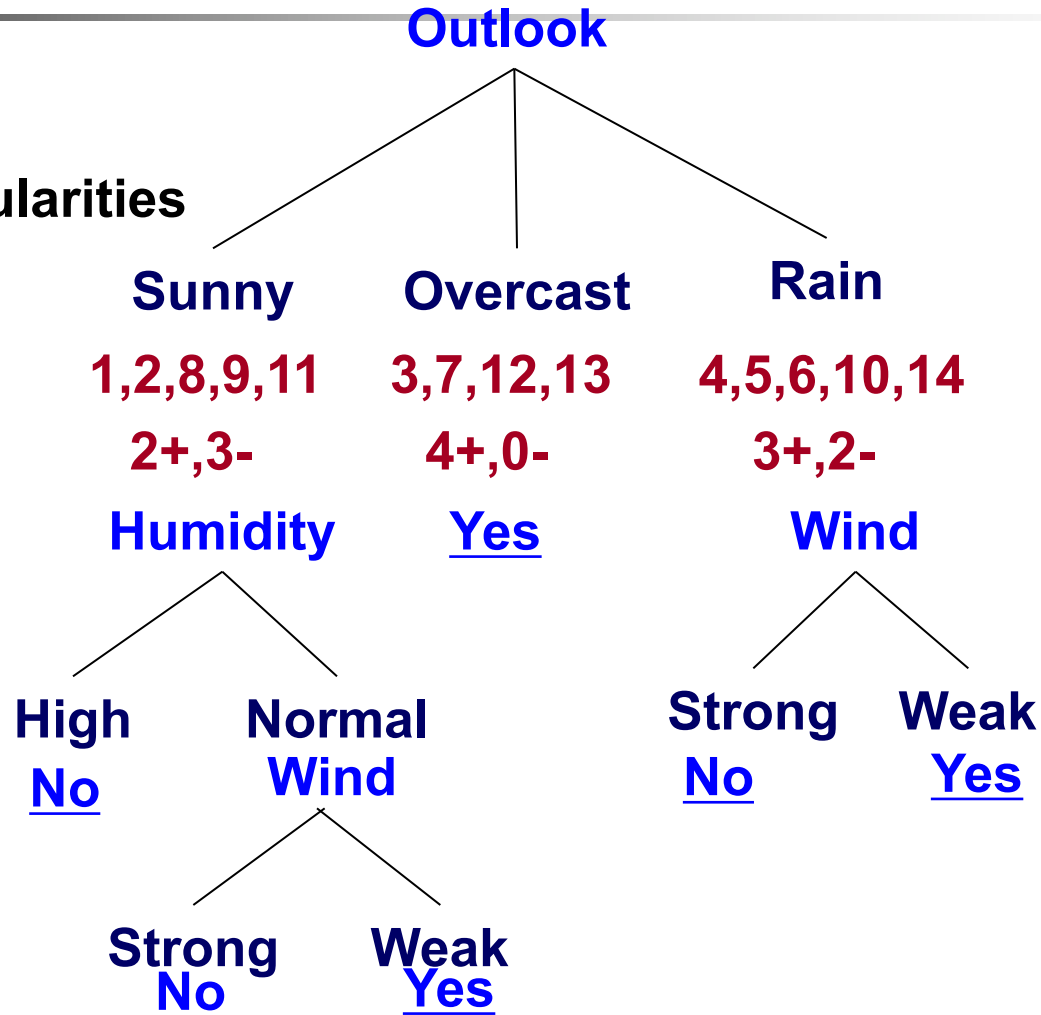 Outlook
ularities
Sunny Overcast Rain
1,2,8,9,11 3,7,12,13 4,5,6,10,14
2+,3- 4+,0- 3+,2-
Humidity Yes Wind
High Normal Strong Weak
No Wind No Yes
Strong Weak
No Yes